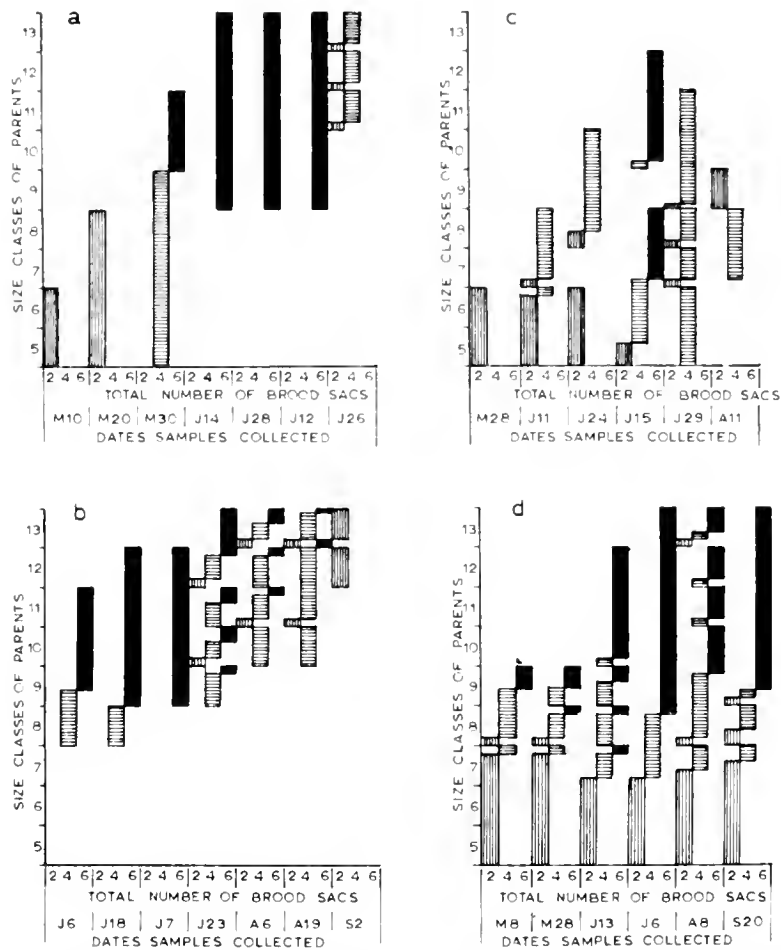 a
SIZE CLASSES OF PARENTS
13
12
11
10
9
8
7
6
5
2 4 6 2 4 6 2 4 6 2 4 6 2 4 6 2 4 6 2 4 6
TOTAL NUMBER OF BROOD SACS
M10 M20 M30 J14 J28 J12 J26
DATES SAMPLES COLLECTED
c
SIZE CLASSES OF PARENTS
13
12
11
10
9
8
7
6
5
2 4 6 2 4 6 2 4 6 2 4 6 2 4 6 2 4 6
TOTAL NUMBER OF BROOD SACS
M28 J11 J24 J15 J29 A11
DATES SAMPLES COLLECTED
b
SIZE CLASSES OF PARENTS
13
12
11
10
9
8
7
6
5
2 4 6 2 4 6 2 4 6 2 4 6 2 4 6 2 4 6 2 4 6
TOTAL NUMBER OF BROOD SACS
J6 J18 J7 J23 A6 A19 S2
DATES SAMPLES COLLECTED
d
SIZE CLASSES OF PARENTS
13
12
11
10
9
8
7
6
5
2 4 6 2 4 6 2 4 6 2 4 6 2 4 6 2 4 6
TOTAL NUMBER OF BROOD SACS
M8 M28 J13 J6 A8 S20
DATES SAMPLES COLLECTED